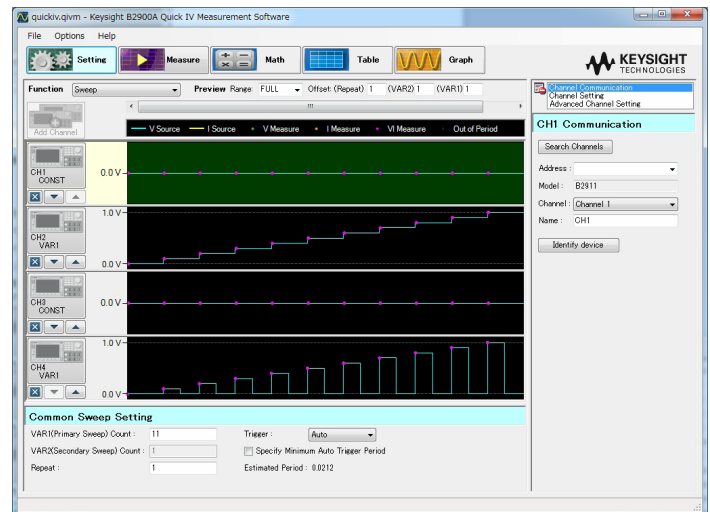 quickiv.qivm - Keysight B2900A Quick IV Measurement Software
File Options Help
Setting Measure Math Table Graph
KEYSIGHT
TECHNOLOGIES
Function Sweep Preview Range: FULL Offset (Repeat) 1 (VAR2) 1 (VAR1) 1
Add Channel
V Source I Source V Measure I Measure VI Measure Out of Period
CH1
CONST
0.0 V
CH2
VAR1
1.0 V
0.0 V
CH3
CONST
0.0 V
CH4
VAR1
1.0 V
0.0 V
Common Sweep Setting
VAR1(Primary Sweep) Count : 11 Trigger : Auto
VAR2(Secondary Sweep) Count : 1 Specify Minimum Auto Trigger Period
Repeat : 1 Estimated Period : 0.0212
Channel Communication
Channel Setting
Advanced Channel Setting
CH1 Communication
Search Channels
Address :
Model : B2911
Channel : Channel 1
Name : CH1
Identify device